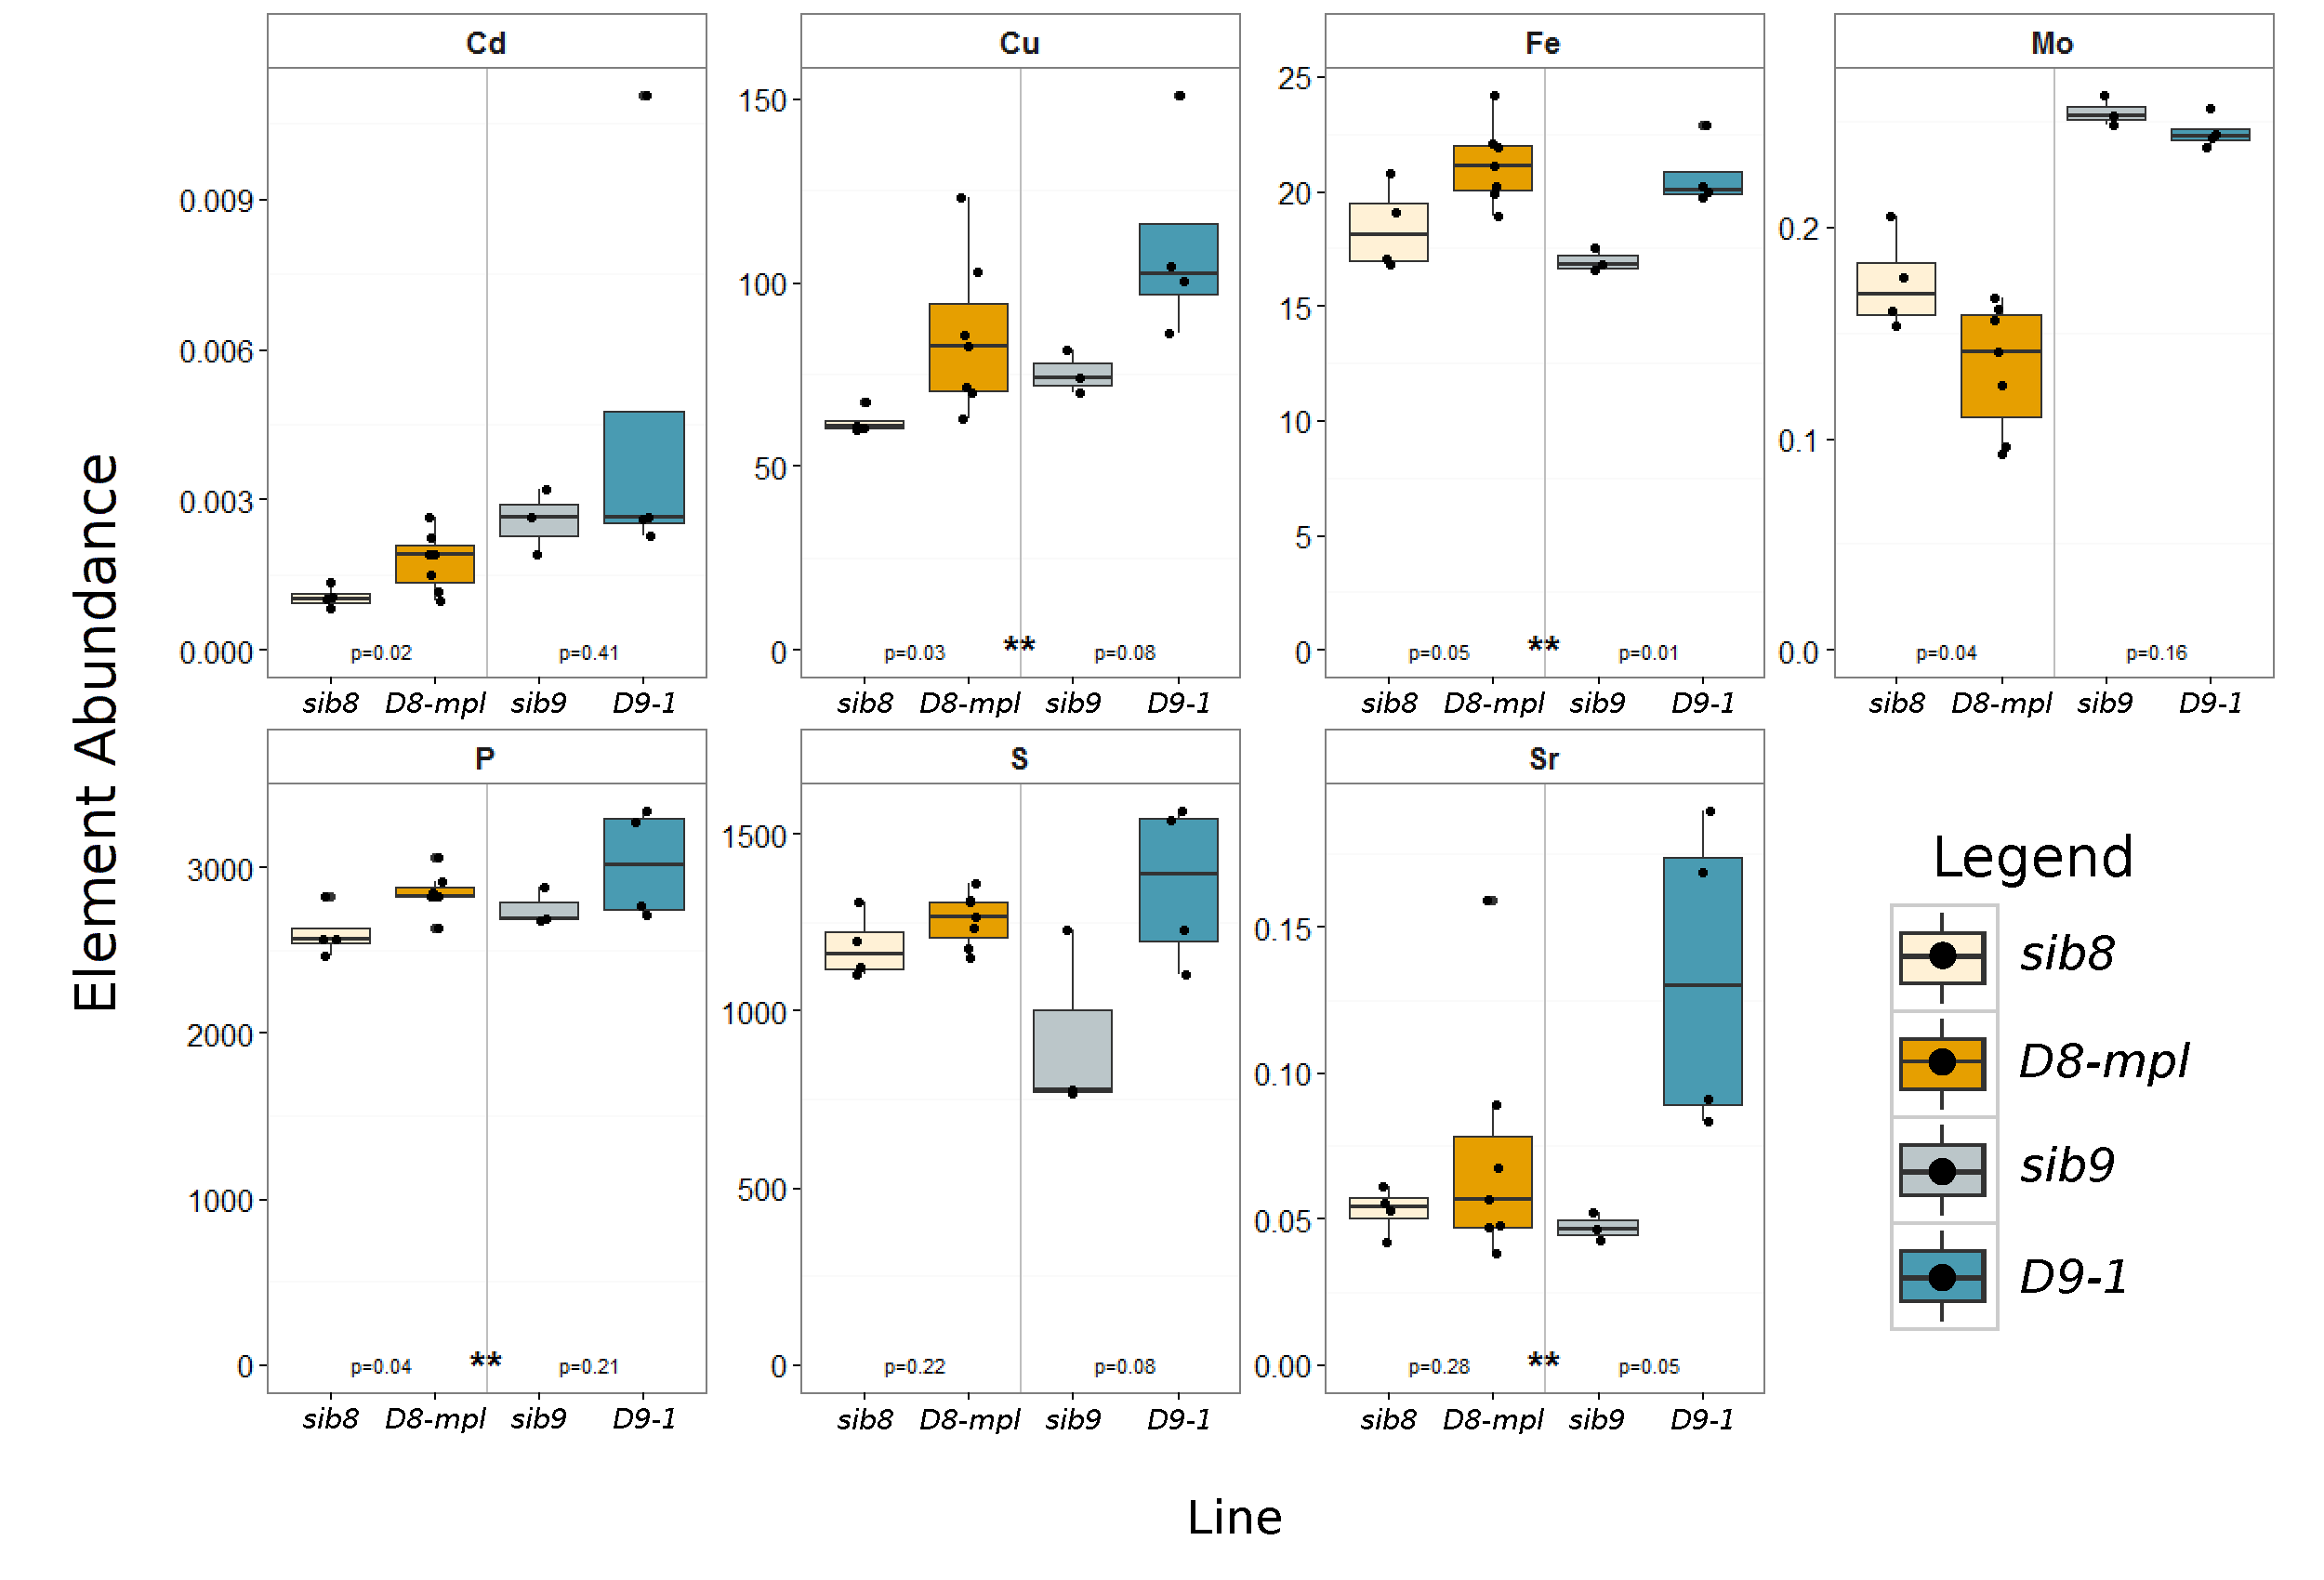 Cd
Cu
Fe
Mo
0.009
0.006
0.003
0.000
150
100
50
0
25
20
15
10
5
0
0.2
0.1
0.0
p=0.02
p=0.41
p=0.03
**
p=0.08
p=0.05
**
p=0.01
p=0.04
p=0.16
sib8 D8-mpl sib9 D9-1
sib8 D8-mpl sib9 D9-1
sib8 D8-mpl sib9 D9-1
sib8 D8-mpl sib9 D9-1
Element Abundance
P
S
Sr
3000
2000
1000
0
1500
1000
500
0
0.15
0.10
0.05
0.00
p=0.04
**
p=0.21
p=0.22
p=0.08
p=0.28
**
p=0.05
sib8 D8-mpl sib9 D9-1
sib8 D8-mpl sib9 D9-1
sib8 D8-mpl sib9 D9-1
Legend
sib8
D8-mpl
sib9
D9-1
Line